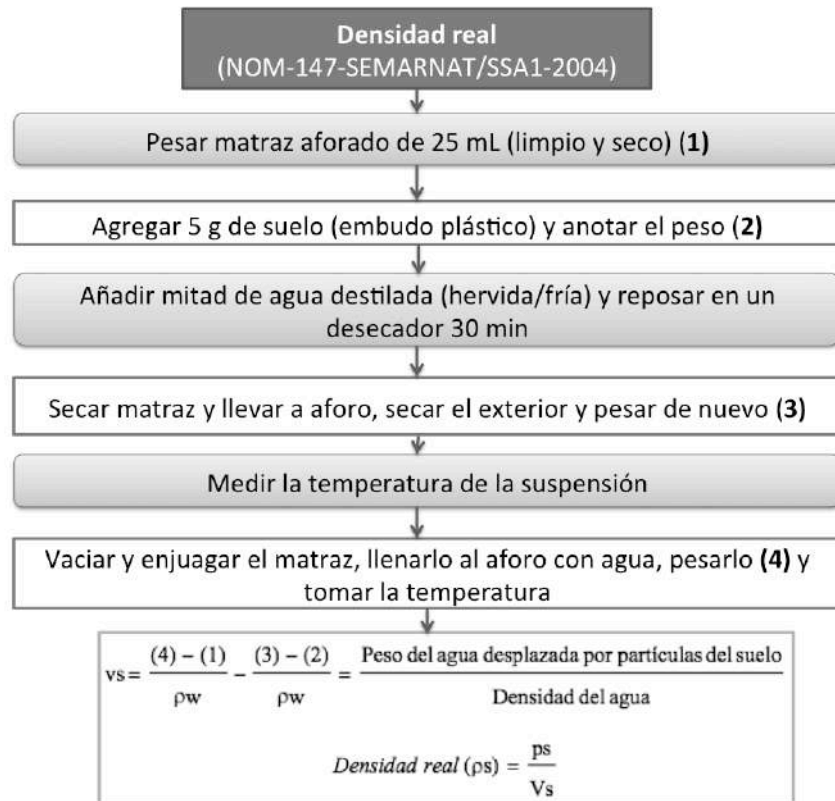 Densidad real
(NOM-147-SEMARNAT/SSA1-2004)
Pesar matraz aforado de 25 mL (limpio y seco) (1)
Agregar 5 g de suelo (embudo plástico) y anotar el peso (2)
Añadir mitad de agua destilada (hervida/fría) y reposar en un
desecador 30 min
Secar matraz y llevar a aforo, secar el exterior y pesar de nuevo (3)
Medir la temperatura de la suspensión
Vaciar y enjuagar el matraz, llenarlo al aforo con agua, pesarlo (4) y
tomar la temperatura
vs = (4) − (1) / ρw − (3) − (2) / ρw = Peso del agua desplazada por partículas del suelo / Densidad del agua
Densidad real (ρs) = ps / Vs